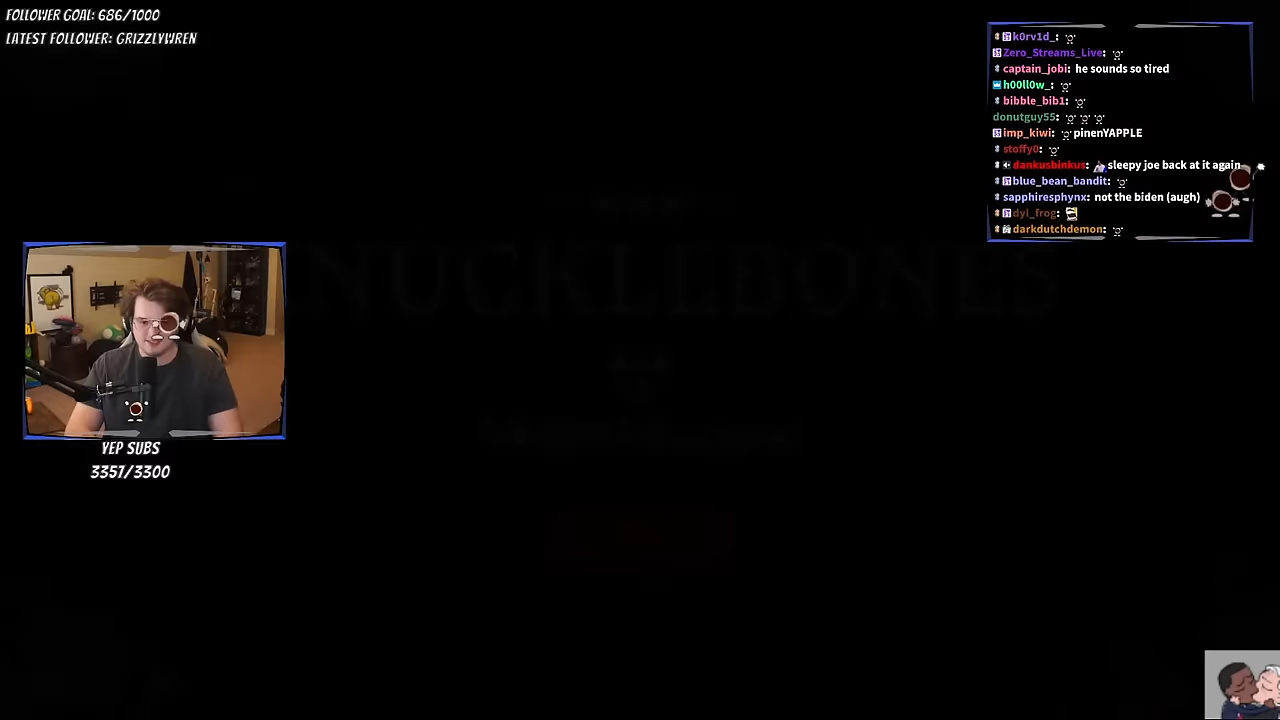 FOLLOWER GOAL: 686/1000
LATEST FOLLOWER: GRIZZLYWREN
k0rv1d_:
Zero_Streams_Live:
captain_jobi: he sounds so tired
h00ll0w_:
bibble_bib1:
donutguy55:
imp_kiwi: pinenYAPPLE
stoffy0:
dankusbinkus: sleepy joe back at it again
blue_bean_bandit:
sapphiresphynx: not the biden (augh)
dyl_frog:
darkdutchdemon:
KNUCKLEBONES
YEP SUBS
3357/3300